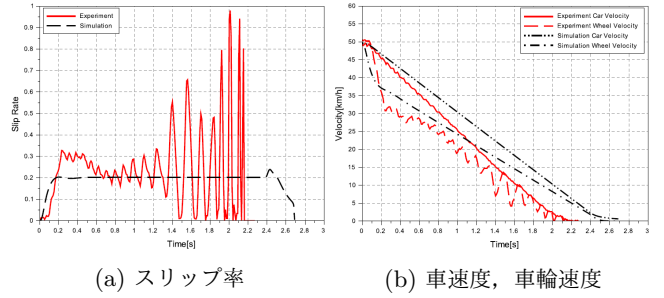 Experiment
Simulation
Slip Rate
1
0.9
0.8
0.7
0.6
0.5
0.4
0.3
0.2
0.1
0
0 0.2 0.4 0.6 0.8 1 1.2 1.4 1.6 1.8 2 2.2 2.4 2.6 2.8 3
Time[s]
(a) スリップ率
Experiment Car Velocity
Experiment Wheel Velocity
Simulation Car Velocity
Simulation Wheel Velocity
Velocity[km/h]
60
55
50
45
40
35
30
25
20
15
10
5
0
0 0.2 0.4 0.6 0.8 1 1.2 1.4 1.6 1.8 2 2.2 2.4 2.6 2.8 3
Time[s]
(b) 車速度，車輪速度